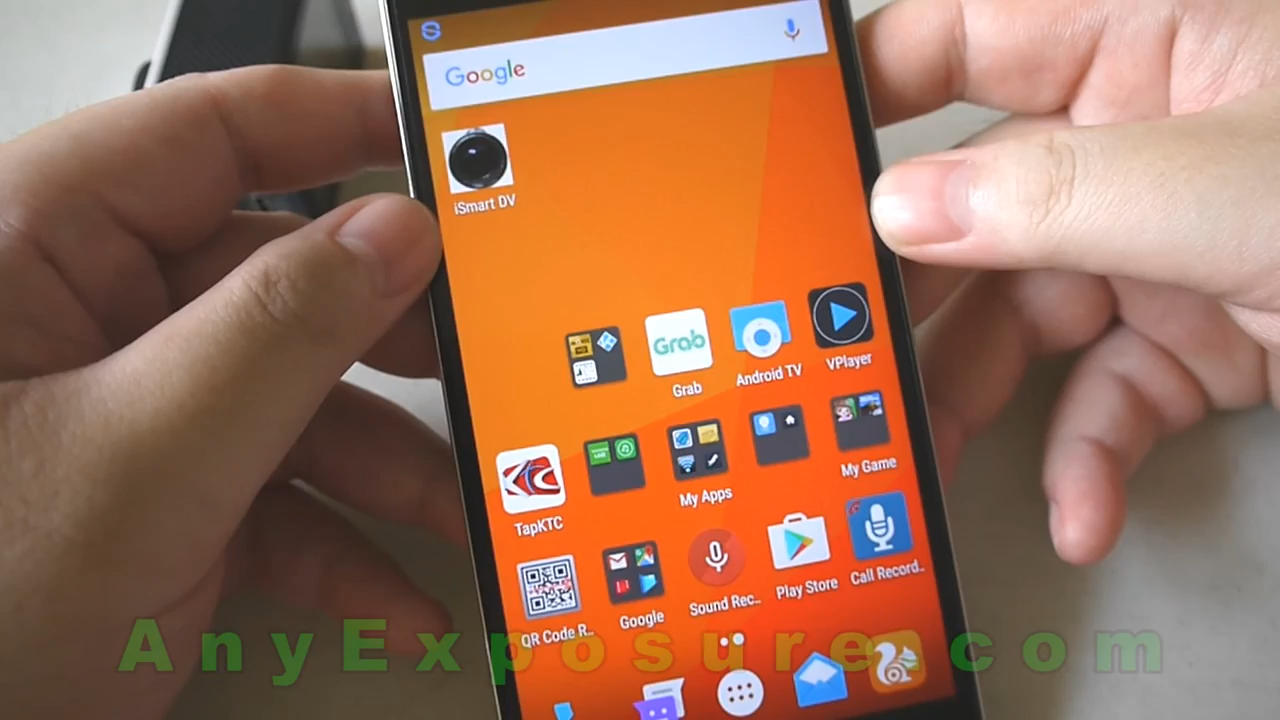 Google
iSmart DV
Grab
Grab
Android TV
VPlayer
TapKTC
My Apps
My Game
QR Code R..
Google
Sound Rec..
Play Store
Call Record..
AnyExposure.com